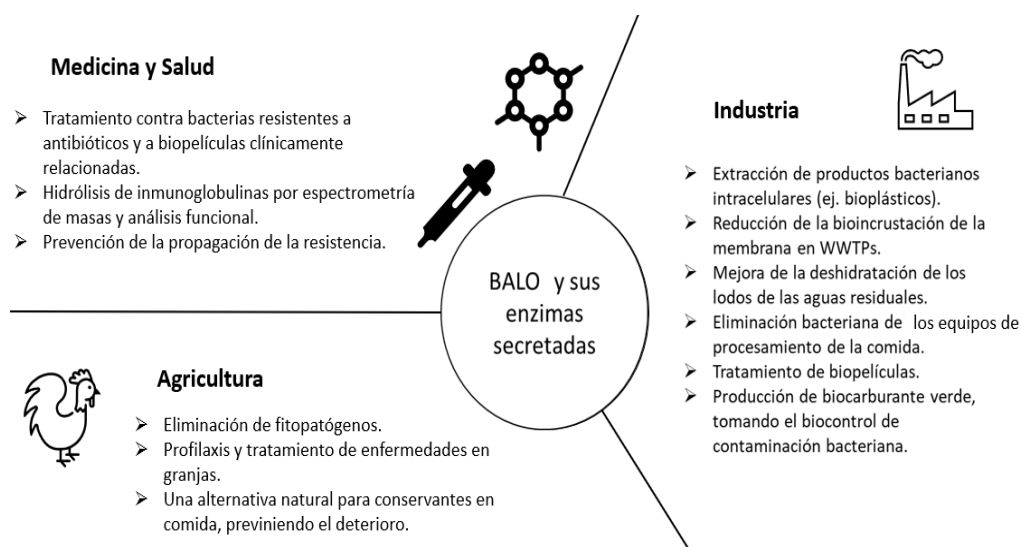 Medicina y Salud
➢ Tratamiento contra bacterias resistentes a
antibióticos y a biopelículas clínicamente
relacionadas.
➢ Hidrólisis de inmunoglobulinas por espectrometría
de masas y análisis funcional.
➢ Prevención de la propagación de la resistencia.
Industria
➢ Extracción de productos bacterianos
intracelulares (ej. bioplásticos).
➢ Reducción de la bioincrustación de la
membrana en WWTPs.
➢ Mejora de la deshidratación de los
lodos de las aguas residuales.
➢ Eliminación bacteriana de los equipos de
procesamiento de la comida.
➢ Tratamiento de biopelículas.
➢ Producción de biocarburante verde,
tomando el biocontrol de
contaminación bacteriana.
BALO y sus
enzimas
secretadas
Agricultura
➢ Eliminación de fitopatógenos.
➢ Profilaxis y tratamiento de enfermedades en
granjas.
➢ Una alternativa natural para conservantes en
comida, previniendo el deterioro.